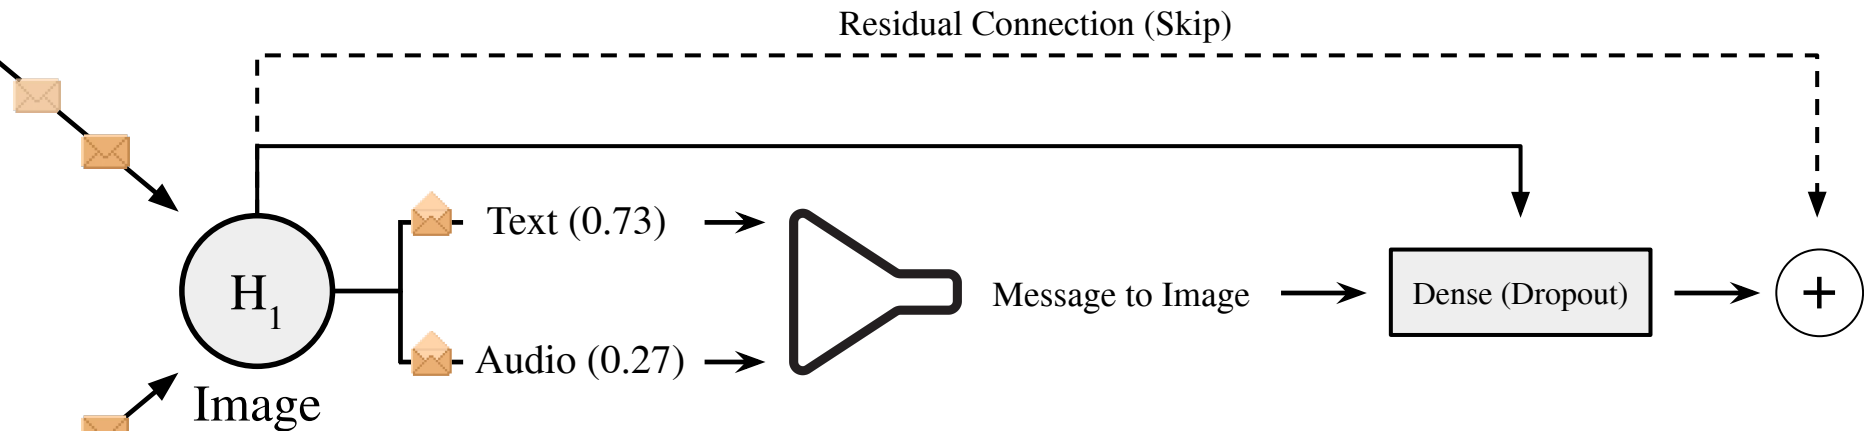 Residual Connection (Skip)
Text (0.73)
H1
Message to Image
Dense (Dropout)
+
Audio (0.27)
Image